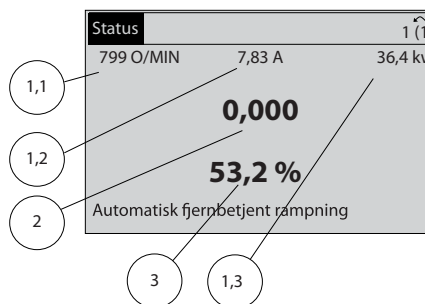 Status 1 (1
799 O/MIN 7,83 A 36,4 kw
1,1
0,000
1,2
53,2 %
2
Automatisk fjernbetjent rampning
3 1,3